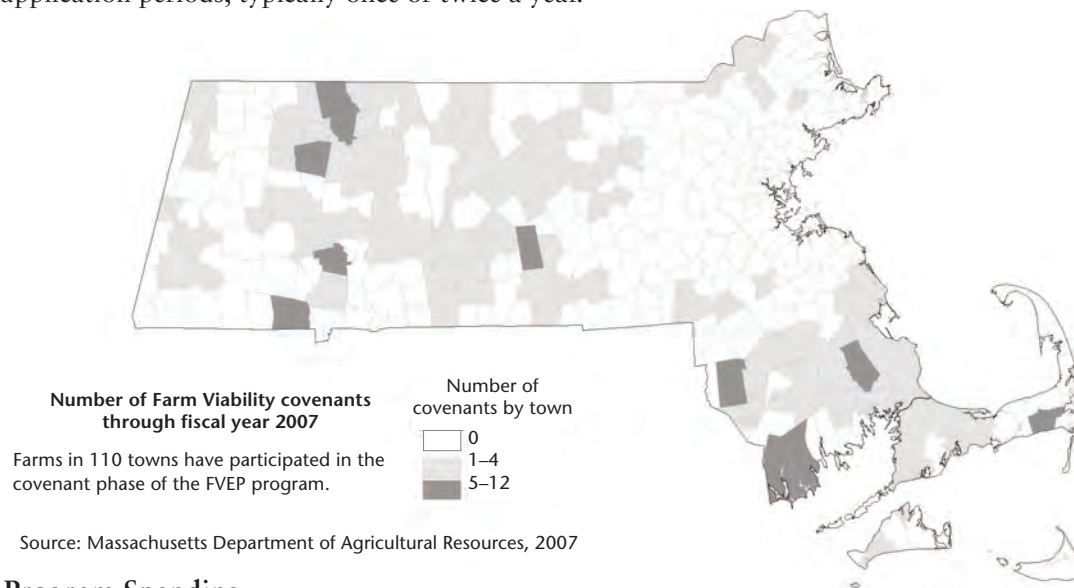 application periods, typically once or twice a year.
Number of Farm Viability covenants
through fiscal year 2007
Farms in 110 towns have participated in the
covenant phase of the FVEP program.
Number of
covenants by town
0
1–4
5–12
Source: Massachusetts Department of Agricultural Resources, 2007
Program Spending